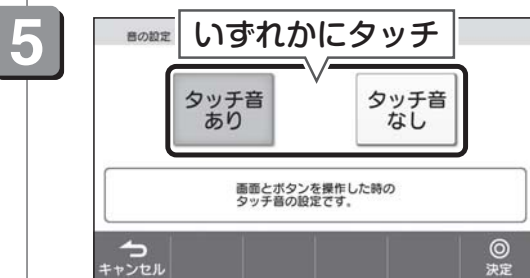 5
音の設定
いずれかにタッチ
タッチ音
あり
タッチ音
なし
画面とボタンを操作した時の
タッチ音の設定です。
キャンセル
決定